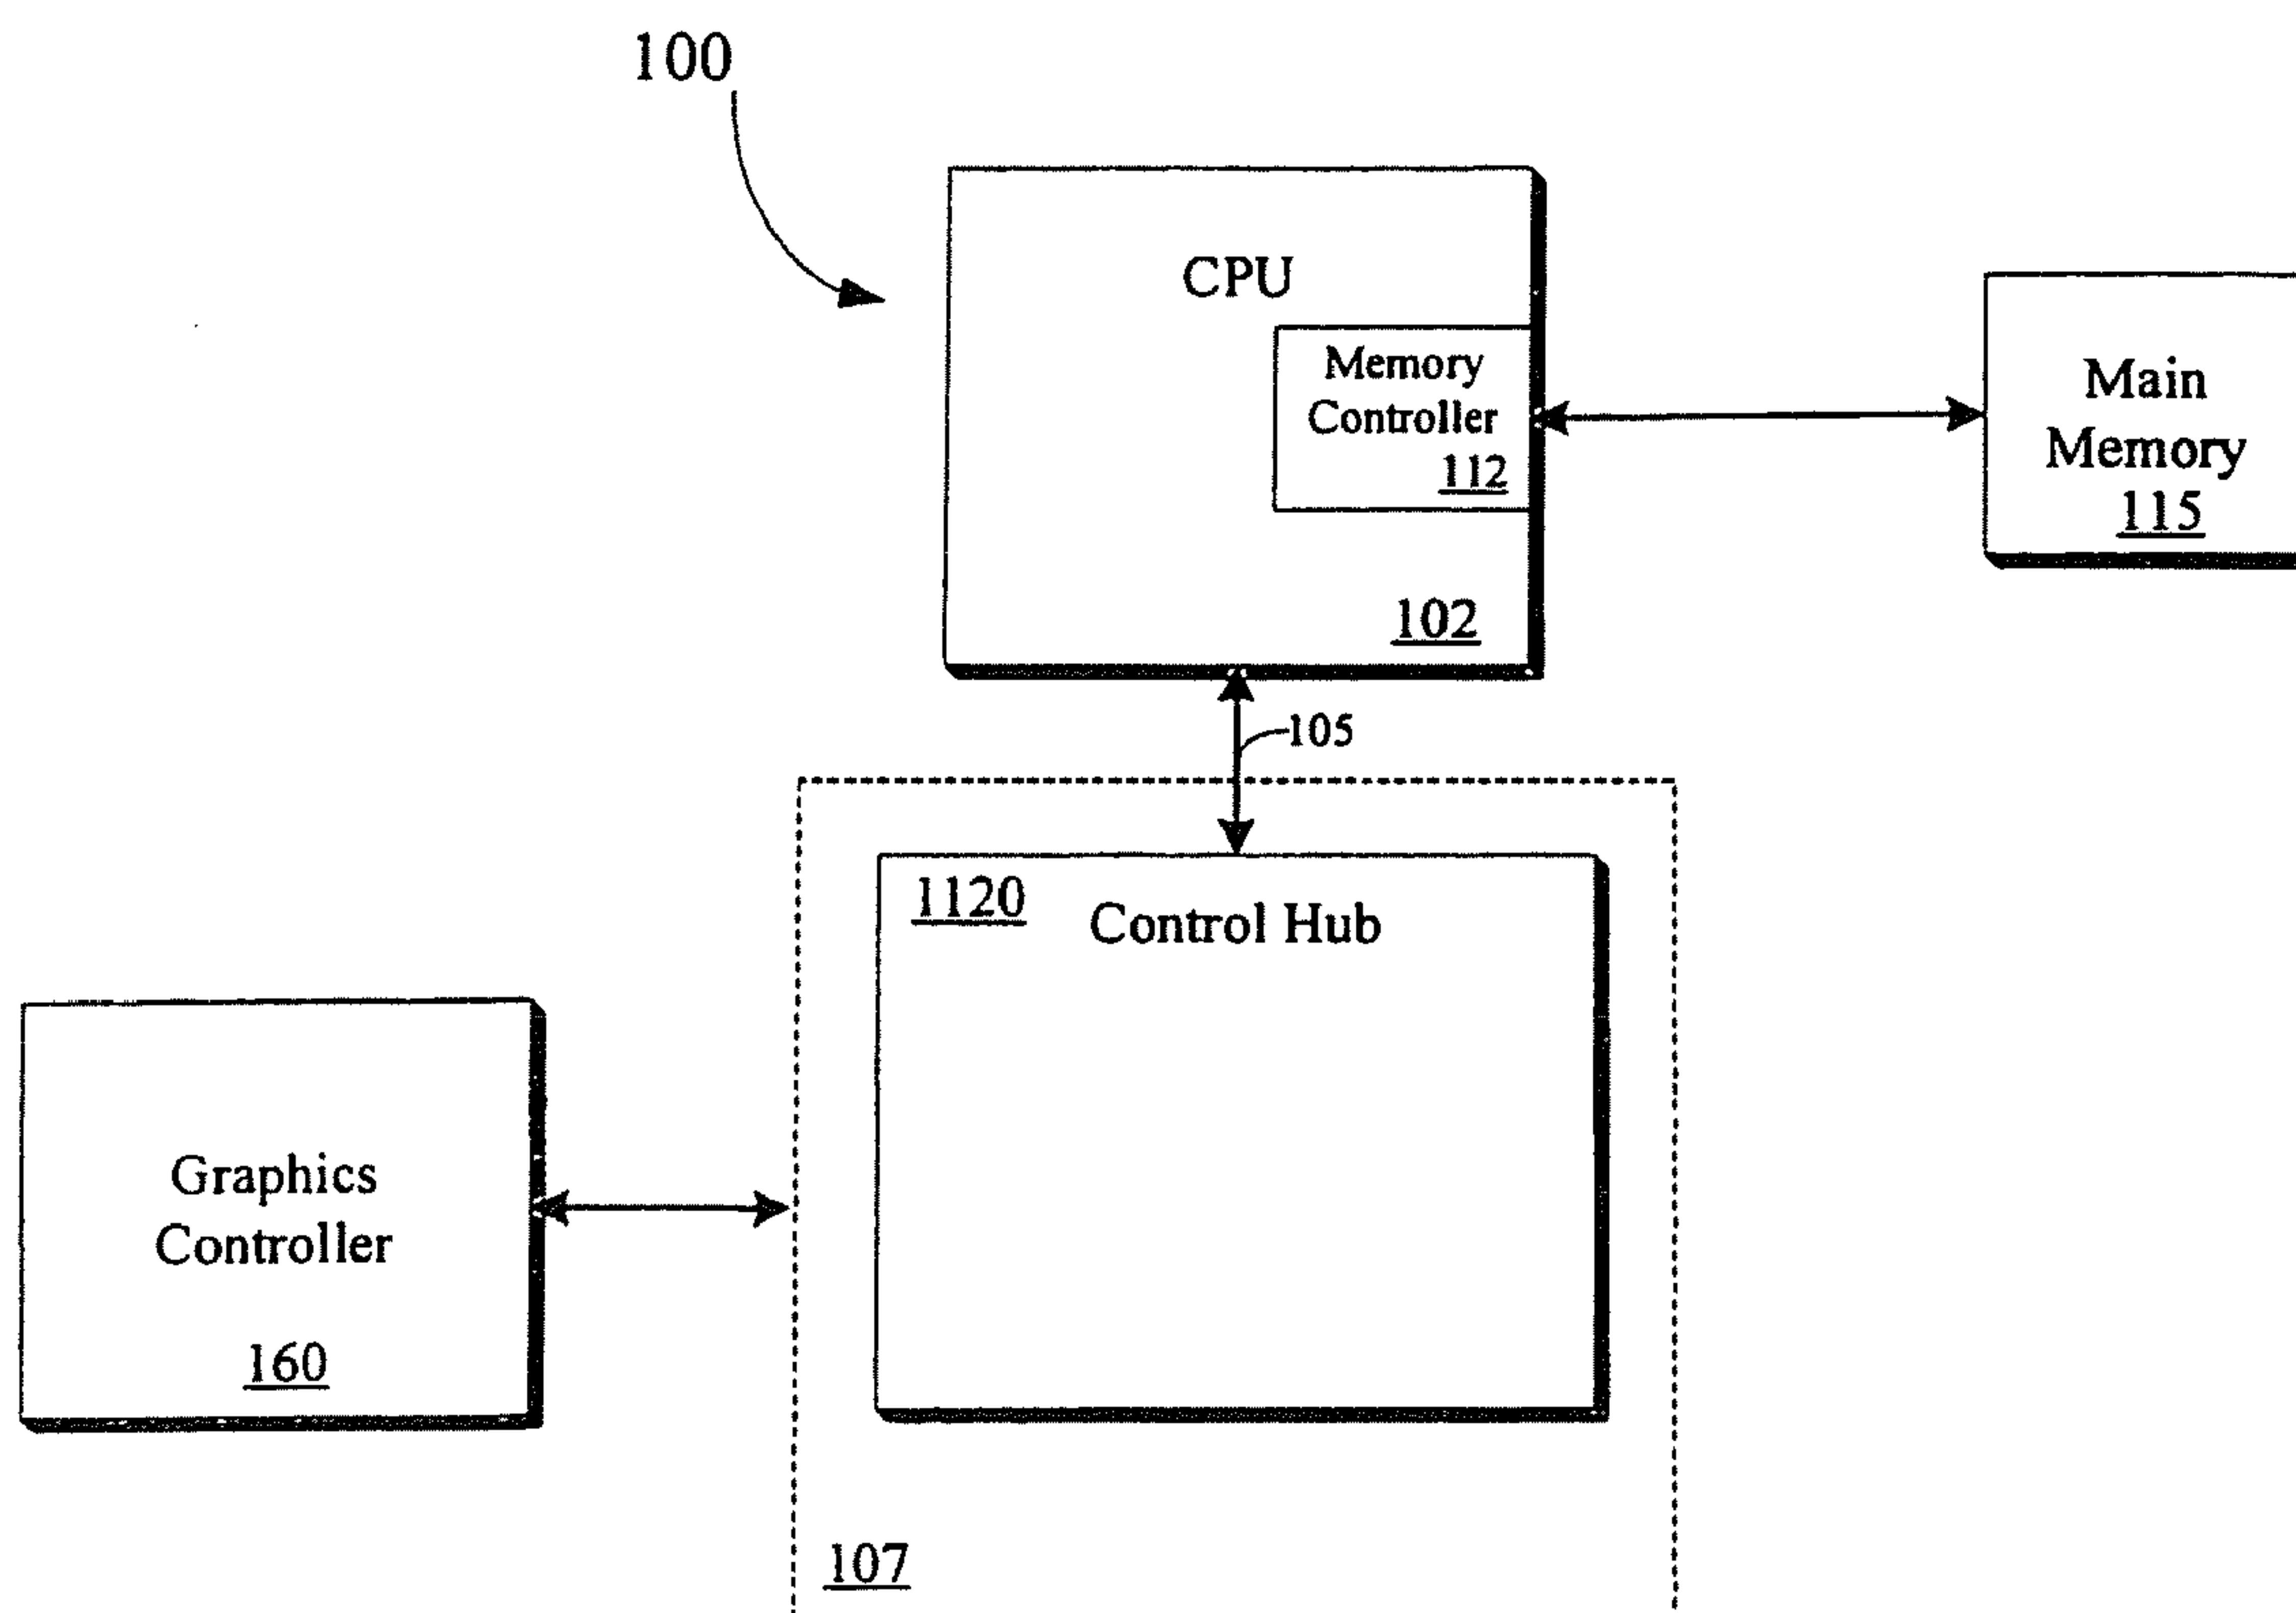 100
CPU
Memory
Controller
112
102
Main
Memory
115
105
1120
Control Hub
Graphics
Controller
160
107